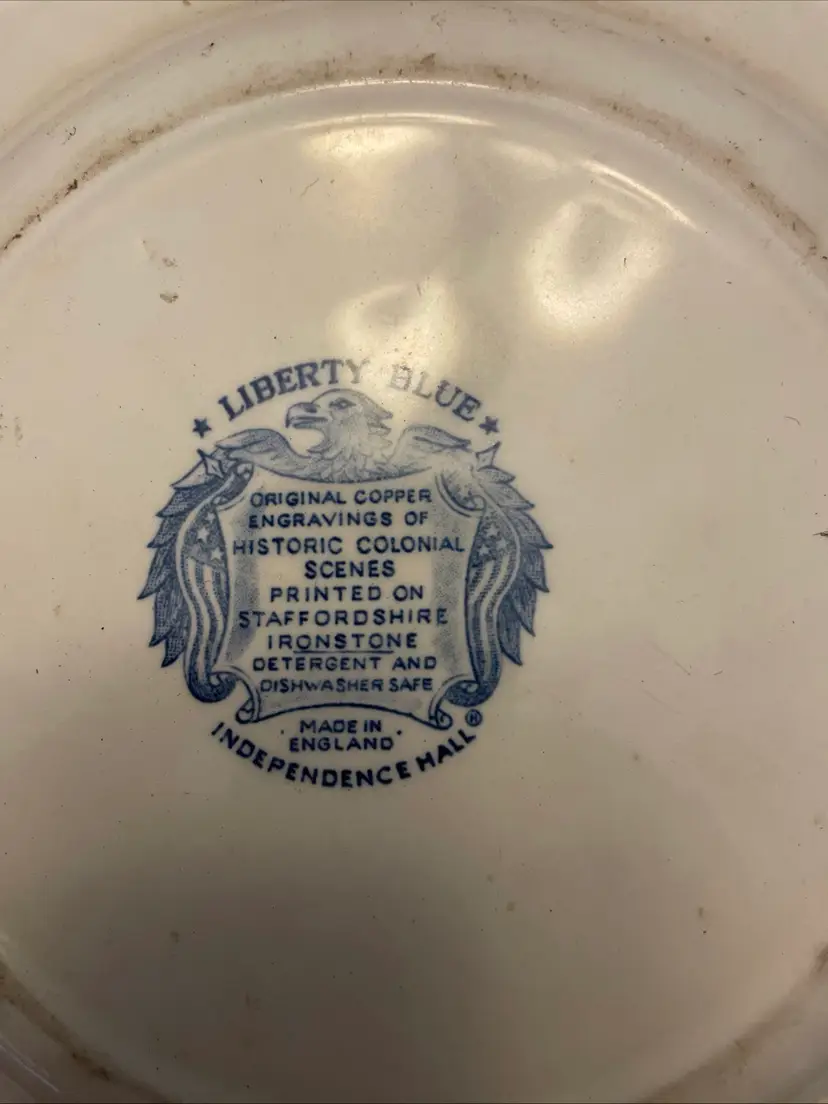 ★ LIBERTY BLUE ★
ORIGINAL COPPER
ENGRAVINGS OF
HISTORIC COLONIAL
SCENES
PRINTED ON
STAFFORDSHIRE
IRONSTONE
DETERGENT AND
DISHWASHER SAFE
· MADE IN
ENGLAND ·
INDEPENDENCE HALL®